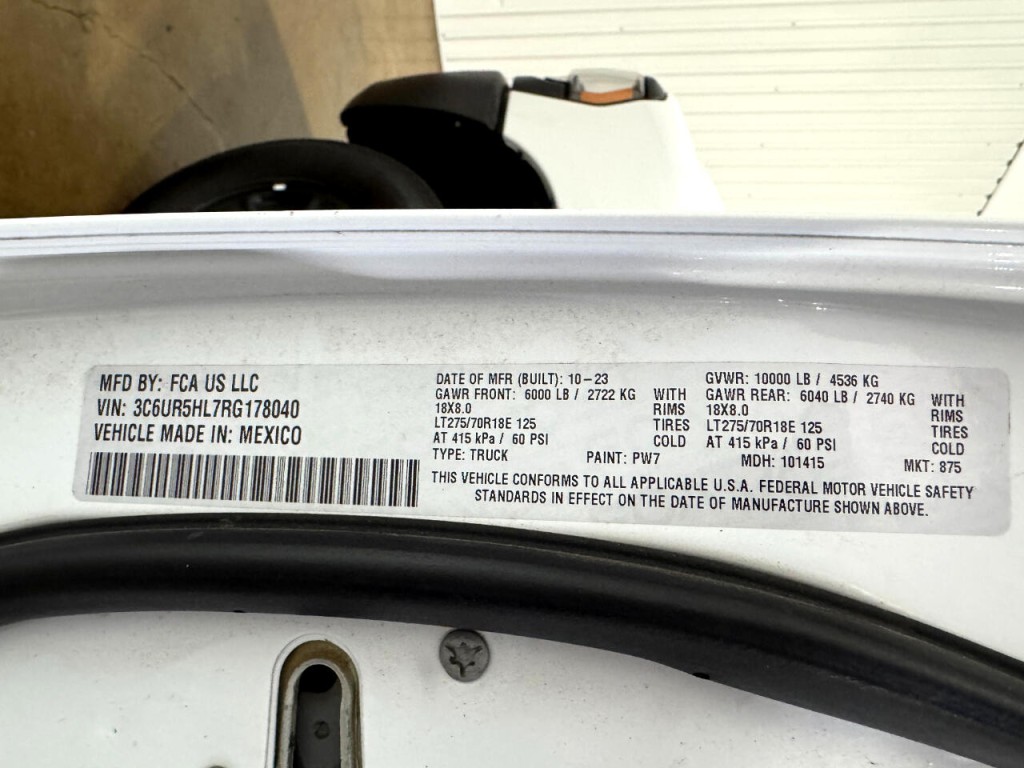 MFD BY: FCA US LLC
VIN: 3C6UR5HL7RG178040
VEHICLE MADE IN: MEXICO
DATE OF MFR (BUILT): 10-23
GAWR FRONT: 6000 LB / 2722 KG WITH
18X8.0 RIMS
LT275/70R18E 125 TIRES
AT 415 kPa / 60 PSI COLD
TYPE: TRUCK PAINT: PW7
GVWR: 10000 LB / 4536 KG
GAWR REAR: 6040 LB / 2740 KG WITH
18X8.0 RIMS
LT275/70R18E 125 TIRES
AT 415 kPa / 60 PSI COLD
MDH: 101415 MKT: 875
THIS VEHICLE CONFORMS TO ALL APPLICABLE U.S.A. FEDERAL MOTOR VEHICLE SAFETY
STANDARDS IN EFFECT ON THE DATE OF MANUFACTURE SHOWN ABOVE.